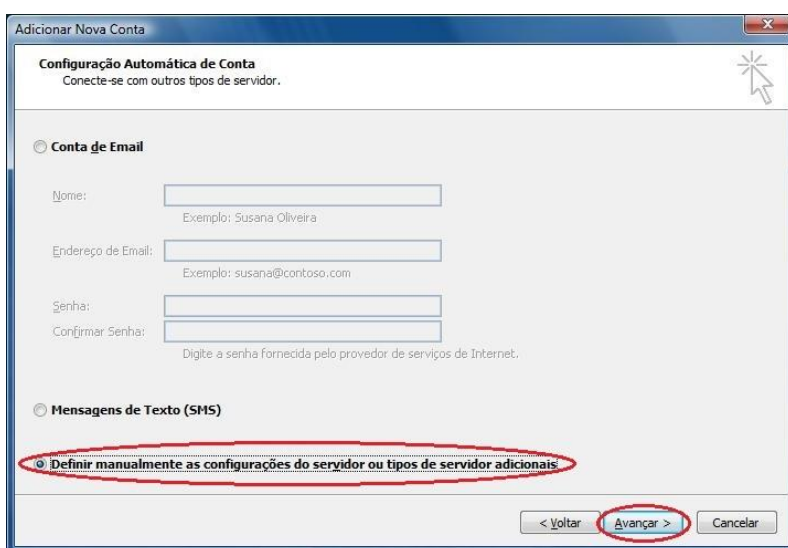 Adicionar Nova Conta
Configuração Automática de Conta
Conecte-se com outros tipos de servidor.
Conta de Email
Nome:
Exemplo: Susana Oliveira
Endereço de Email:
Exemplo: susana@contoso.com
Senha:
Confirmar Senha:
Digite a senha fornecida pelo provedor de serviços de Internet.
Mensagens de Texto (SMS)
Definir manualmente as configurações do servidor ou tipos de servidor adicionais
< Voltar Avançar > Cancelar